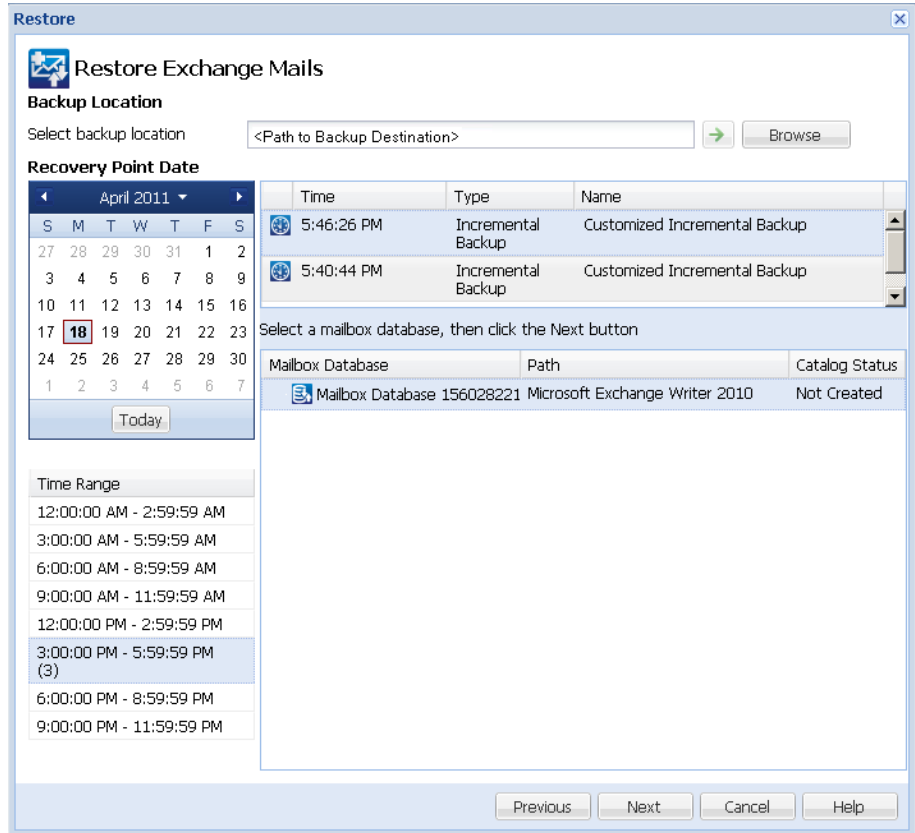 Restore
Restore Exchange Mails
Backup Location
Select backup location <Path to Backup Destination> Browse
Recovery Point Date
April 2011
S M T W T F S
27 28 29 30 31 1 2
3 4 5 6 7 8 9
10 11 12 13 14 15 16
17 18 19 20 21 22 23
24 25 26 27 28 29 30
1 2 3 4 5 6 7
Today
Time Type Name
5:46:26 PM Incremental Backup Customized Incremental Backup
5:40:44 PM Incremental Backup Customized Incremental Backup
Select a mailbox database, then click the Next button
Mailbox Database Path Catalog Status
Mailbox Database 156028221 Microsoft Exchange Writer 2010 Not Created
Time Range
12:00:00 AM - 2:59:59 AM
3:00:00 AM - 5:59:59 AM
6:00:00 AM - 8:59:59 AM
9:00:00 AM - 11:59:59 AM
12:00:00 PM - 2:59:59 PM
3:00:00 PM - 5:59:59 PM
(3)
6:00:00 PM - 8:59:59 PM
9:00:00 PM - 11:59:59 PM
Previous Next Cancel Help